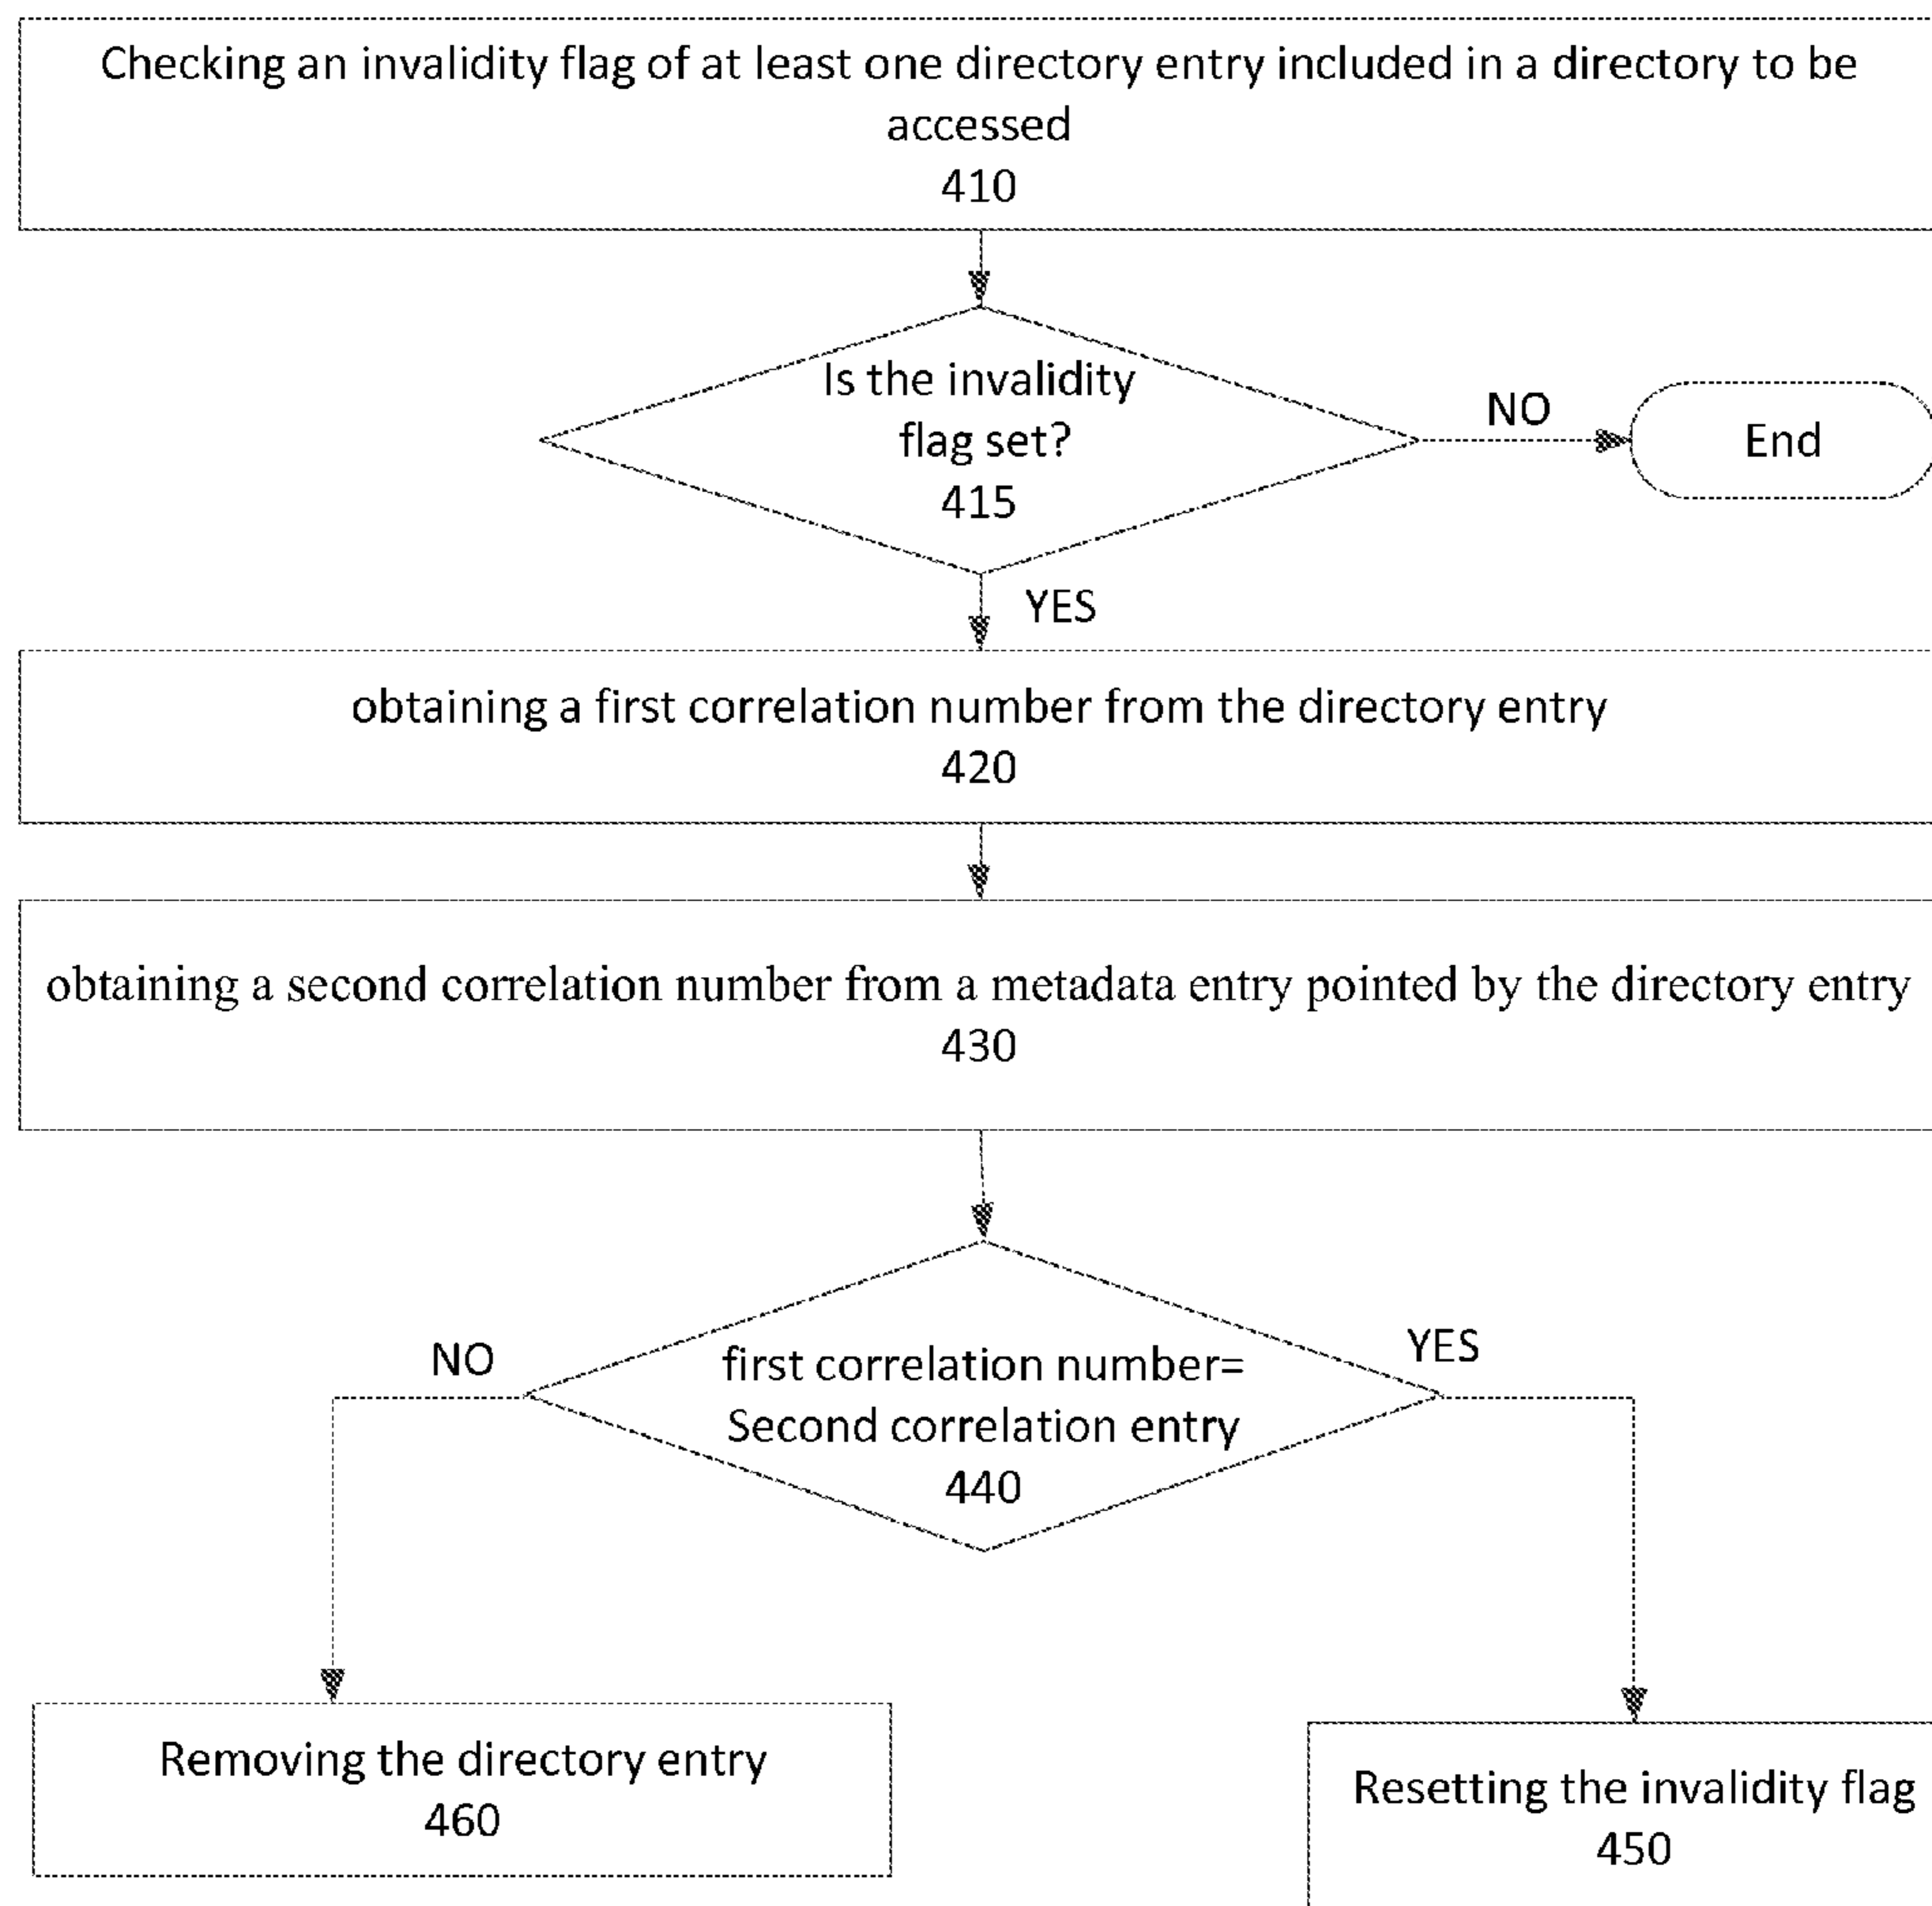 Checking an invalidity flag of at least one directory entry included in a directory to be
accessed
410
Is the invalidity
flag set?
415
NO
End
YES
obtaining a first correlation number from the directory entry
420
obtaining a second correlation number from a metadata entry pointed by the directory entry
430
NO
YES
first correlation number=
Second correlation entry
440
Removing the directory entry
460
Resetting the invalidity flag
450